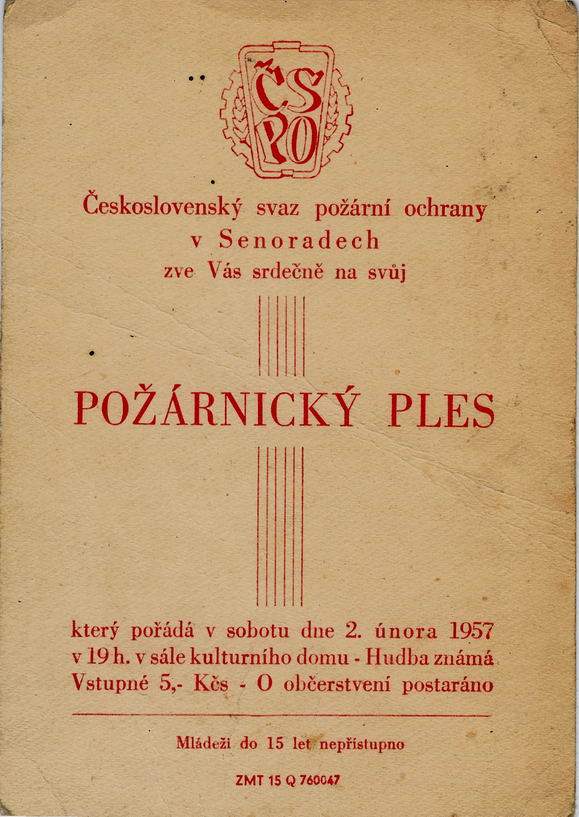 ČS
PO
Československý svaz požární ochrany
v Senoradech
zve Vás srdečně na svůj
POŽÁRNICKÝ PLES
který pořádá v sobotu dne 2. února 1957
v 19 h. v sále kulturního domu - Hudba známá
Vstupné 5,- Kčs - O občerstvení postaráno
Mládeži do 15 let nepřístupno
ZMT 15 Q 760047